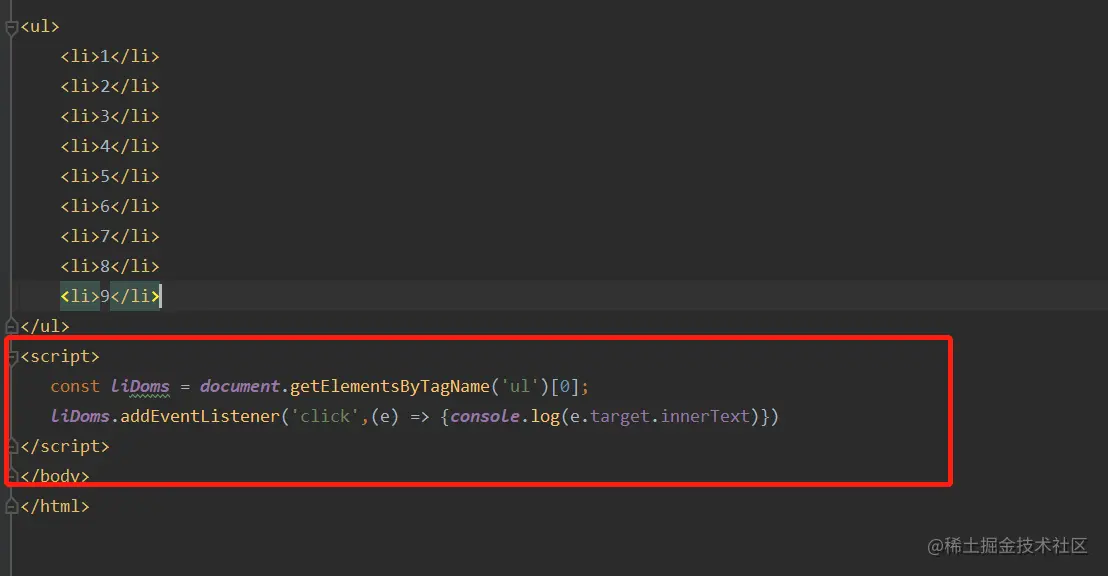 <ul>
<li>1</li>
<li>2</li>
<li>3</li>
<li>4</li>
<li>5</li>
<li>6</li>
<li>7</li>
<li>8</li>
<li>9</li>
</ul>
<script>
const liDoms = document.getElementsByTagName('ul')[0];
liDoms.addEventListener('click',(e) => {console.log(e.target.innerText)})
</script>
</body>
</html>
@稀土掘金技术社区